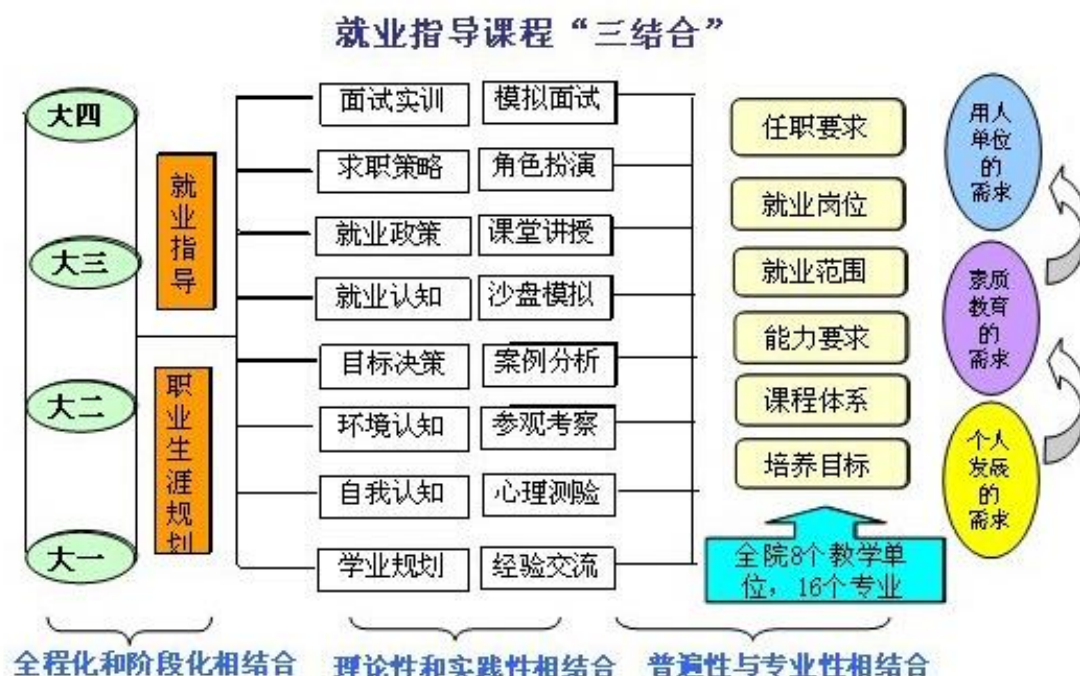 就业指导课程“三结合”
大四
大三
大二
大一
就业指导
职业生涯规划
面试实训 模拟面试
求职策略 角色扮演
就业政策 课堂讲授
就业认知 沙盘模拟
目标决策 案例分析
环境认知 参观考察
自我认知 心理测验
学业规划 经验交流
任职要求
就业岗位
就业范围
能力要求
课程体系
培养目标
全院8个教学单
位，16个专业
用人
单位
的
需求
素质
教育
的
需求
个人
发展
的
需求
全程化和阶段化相结合
理论性和实践性相结合
普遍性与专业性相结合